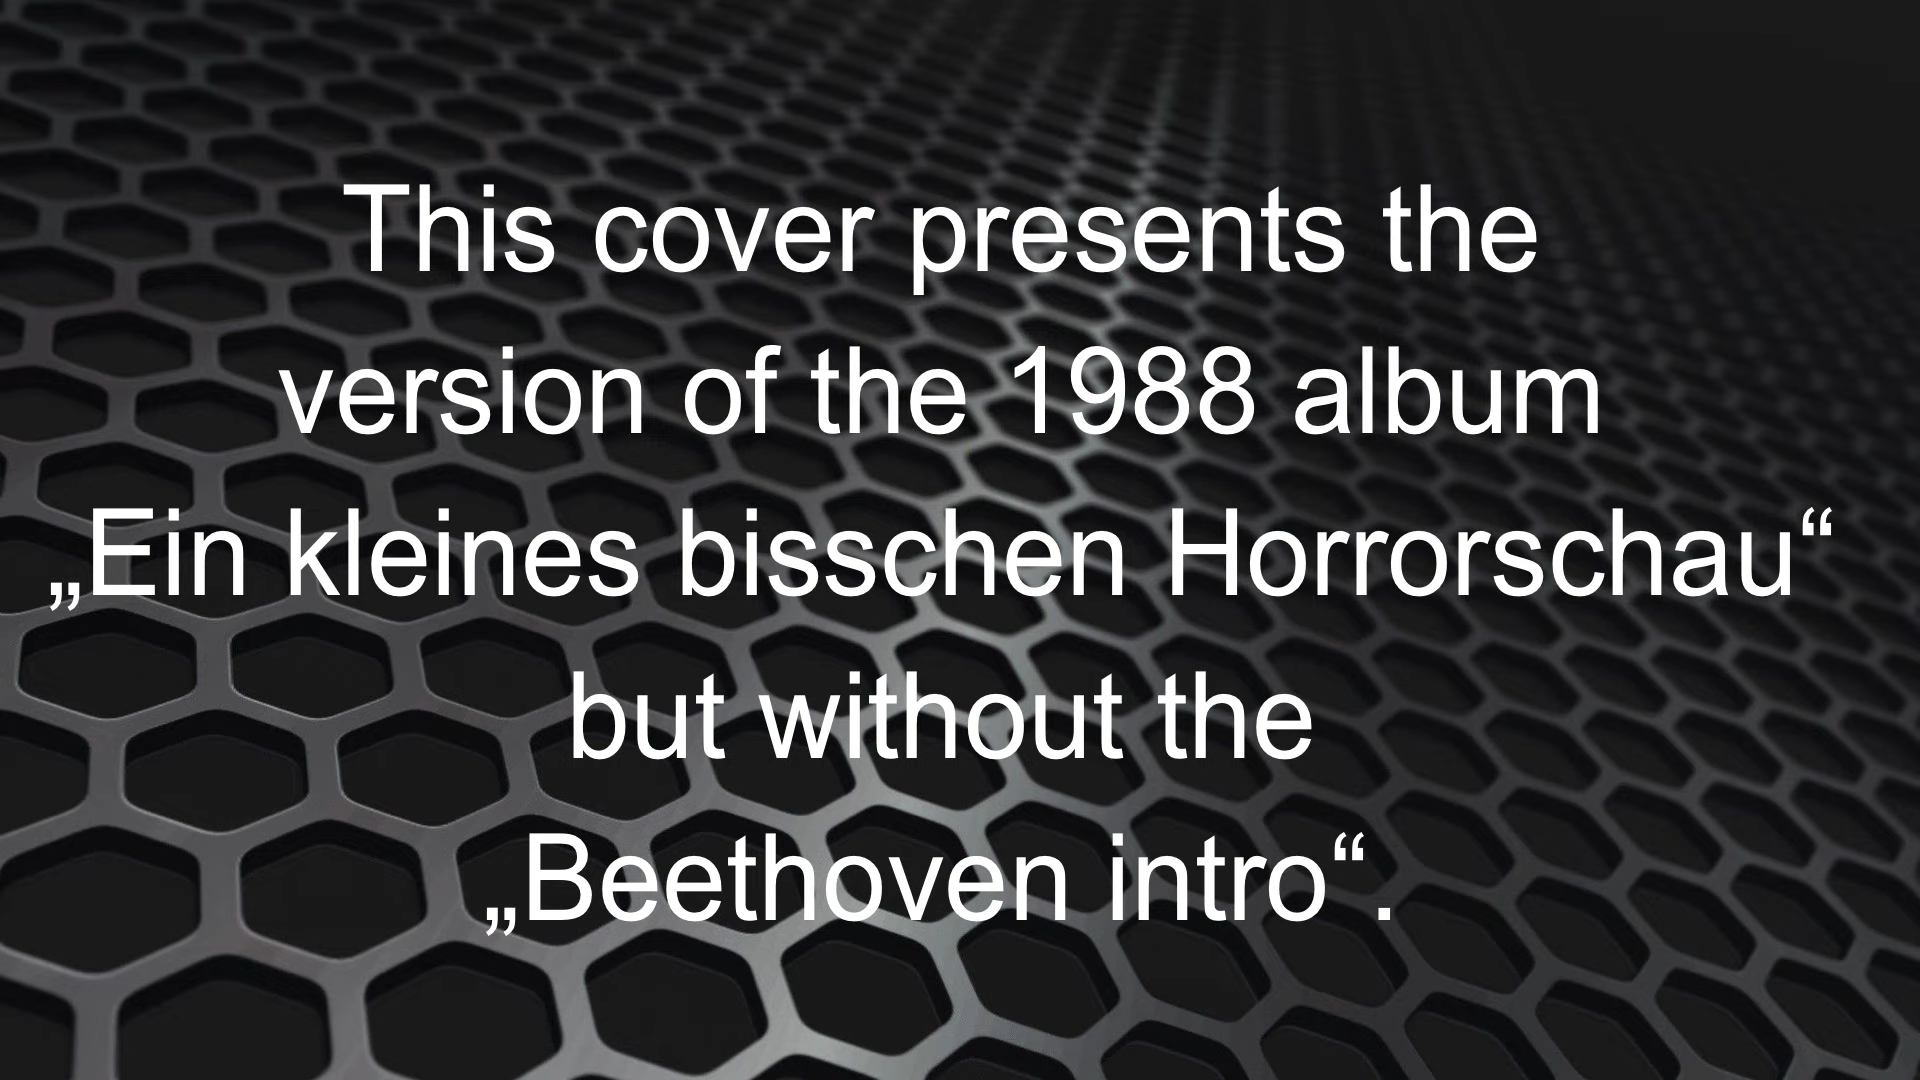 This cover presents the
version of the 1988 album
„Ein kleines bisschen Horrorschau“
but without the
„Beethoven intro“.